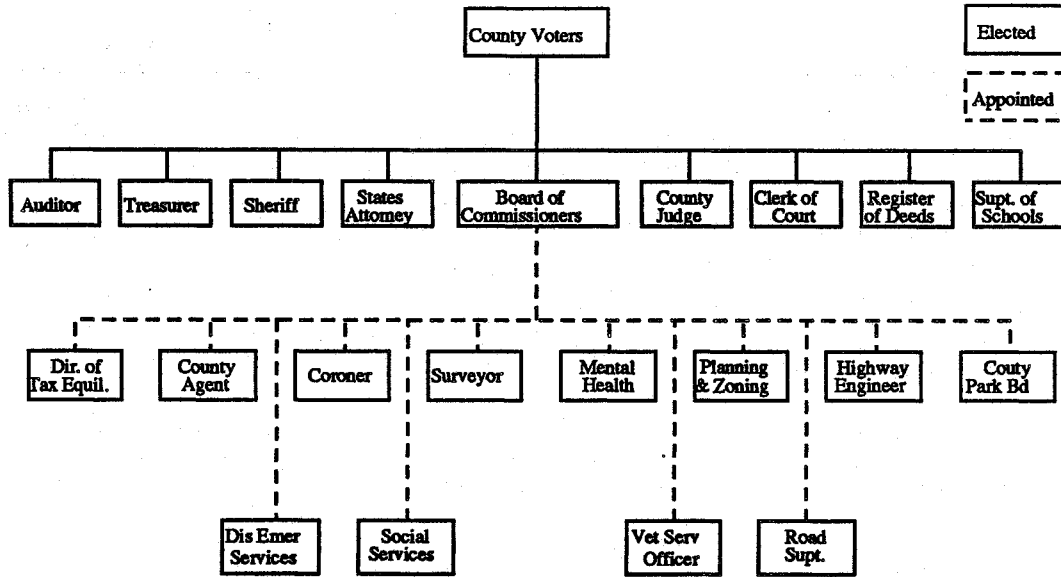 County Voters
Elected
Appointed
Auditor
Treasurer
Sheriff
States
Attorney
Board of
Commissioners
County
Judge
Clerk of
Court
Register
of Deeds
Supt. of
Schools
Dir. of
Tax Equil.
County
Agent
Coroner
Surveyor
Mental
Health
Planning
& Zoning
Highway
Engineer
Couty
Park Bd
Dis Emer
Services
Social
Services
Vet Serv
Officer
Road
Supt.